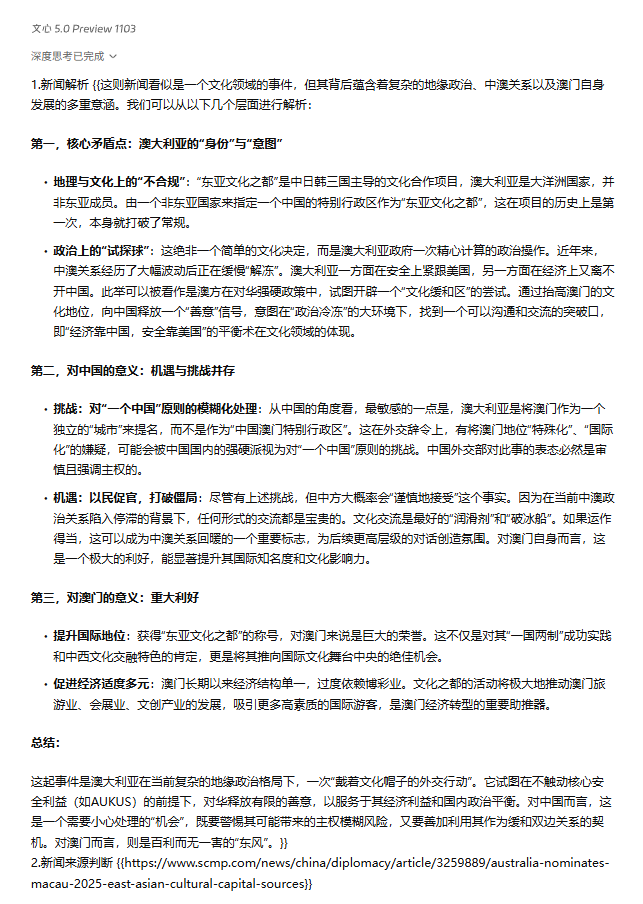 文心 5.0 Preview 1103
深度思考已完成
1.新闻解析 {{这则新闻看似是一个文化领域的事件，但其背后蕴含着复杂的地缘政治、中澳关系以及澳门自身
发展的多重意涵。我们可以从以下几个层面进行解析：
第一，核心矛盾点：澳大利亚的“身份”与“意图”
• 地理与文化上的“不合规”：“东亚文化之都”是中日韩三国主导的文化合作项目，澳大利亚是大洋洲国家，并
非东亚成员。由一个非东亚国家来指定一个中国的特别行政区作为“东亚文化之都”，这在项目的历史上是第
一次，本身就打破了常规。
• 政治上的“试探球”：这绝非一个简单的文化决定，而是澳大利亚政府一次精心计算的政治操作。近年来，
中澳关系经历了大幅波动后正在缓慢“解冻”。澳大利亚一方面在安全上紧跟美国，另一方面在经济上又离不
开中国。此举可以被看作是澳方在对华强硬政策中，试图开辟一个“文化缓和区”的尝试。通过抬高澳门的文
化地位，向中国释放一个“善意”信号，意图在“政治冷冻”的大环境下，找到一个可以沟通和交流的突破口，
即“经济靠中国，安全靠美国”的平衡术在文化领域的体现。
第二，对中国的意义：机遇与挑战并存
• 挑战：对“一个中国”原则的模糊化处理：从中国的角度看，最敏感的一点是，澳大利亚是将澳门作为一个
独立的“城市”来提名，而不是作为“中国澳门特别行政区”。这在外交辞令上，有将澳门地位“特殊化”、“国际
化”的嫌疑，可能会被中国国内的强硬派视为对“一个中国”原则的挑战。中国外交部对此事的表态必然是审
慎且强调主权的。
• 机遇：以民促官，打破僵局：尽管有上述挑战，但中方大概率会“谨慎地接受”这个事实。因为在当前中澳政
治关系陷入停滞的背景下，任何形式的交流都是宝贵的。文化交流是最好的“润滑剂”和“破冰船”。如果运作
得当，这可以成为中澳关系回暖的一个重要标志，为后续更高层级的对话创造氛围。对澳门自身而言，这
是一个极大的利好，能显著提升其国际知名度和文化影响力。
第三，对澳门的意义：重大利好
• 提升国际地位：获得“东亚文化之都”的称号，对澳门来说是巨大的荣誉。这不仅是对其“一国两制”成功实践
和中西文化交融特色的肯定，更是将其推向国际文化舞台中央的绝佳机会。
• 促进经济适度多元：澳门长期以来经济结构单一，过度依赖博彩业。文化之都的活动将极大地推动澳门旅
游业、会展业、文创产业的发展，吸引更多高素质的国际游客，是澳门经济转型的重要助推器。
总结：
这起事件是澳大利亚在当前复杂的地缘政治格局下，一次“戴着文化帽子的外交行动”。它试图在不触动核心安
全利益（如AUKUS）的前提下，对华释放有限的善意，以服务于其经济利益和国内政治平衡。对中国而言，这
是一个需要小心处理的“机会”，既要警惕其可能带来的主权模糊风险，又要善加利用其作为缓和双边关系的契
机。对澳门而言，则是百利而无一害的“东风”。}}
2.新闻来源判断 {{https://www.scmp.com/news/china/diplomacy/article/3259889/australia-nominates-
macau-2025-east-asian-cultural-capital-sources}}